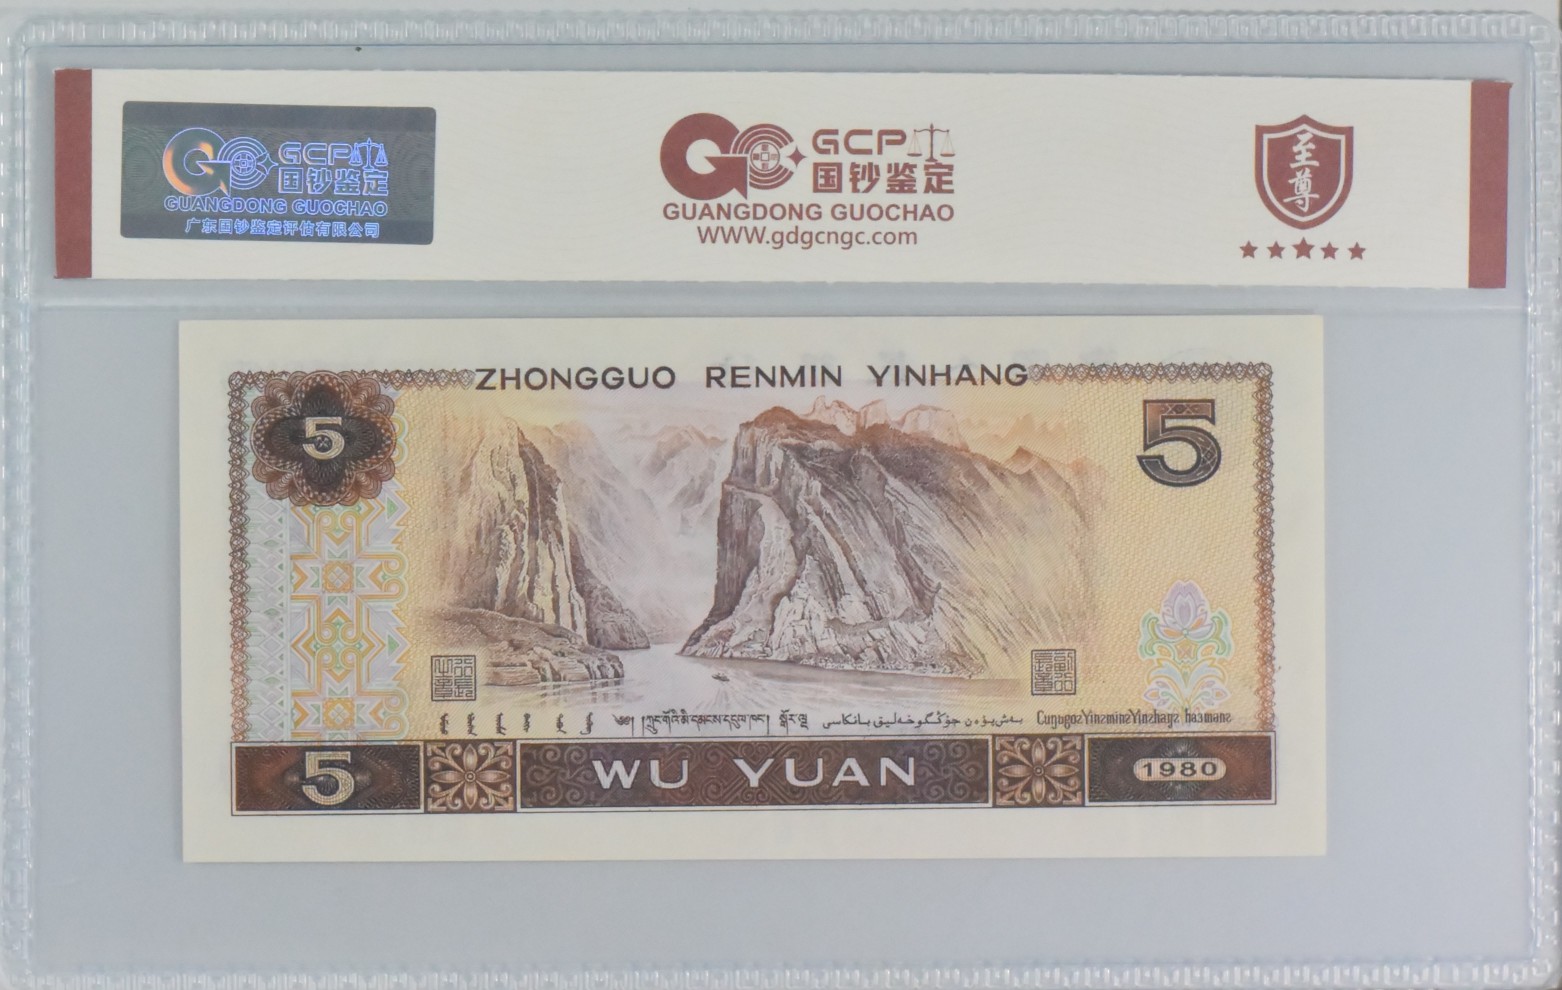 GCP
国钞鉴定
GUANGDONG GUOCHAO
广东国钞鉴定评估有限公司
GCP
国钞鉴定
GUANGDONG GUOCHAO
WWW.gdgcngc.com
至尊
ZHONGGUO RENMIN YINHANG
5
5
CuŋgogzYinzminzYinzhangz hasmanz
5
WU YUAN
1980